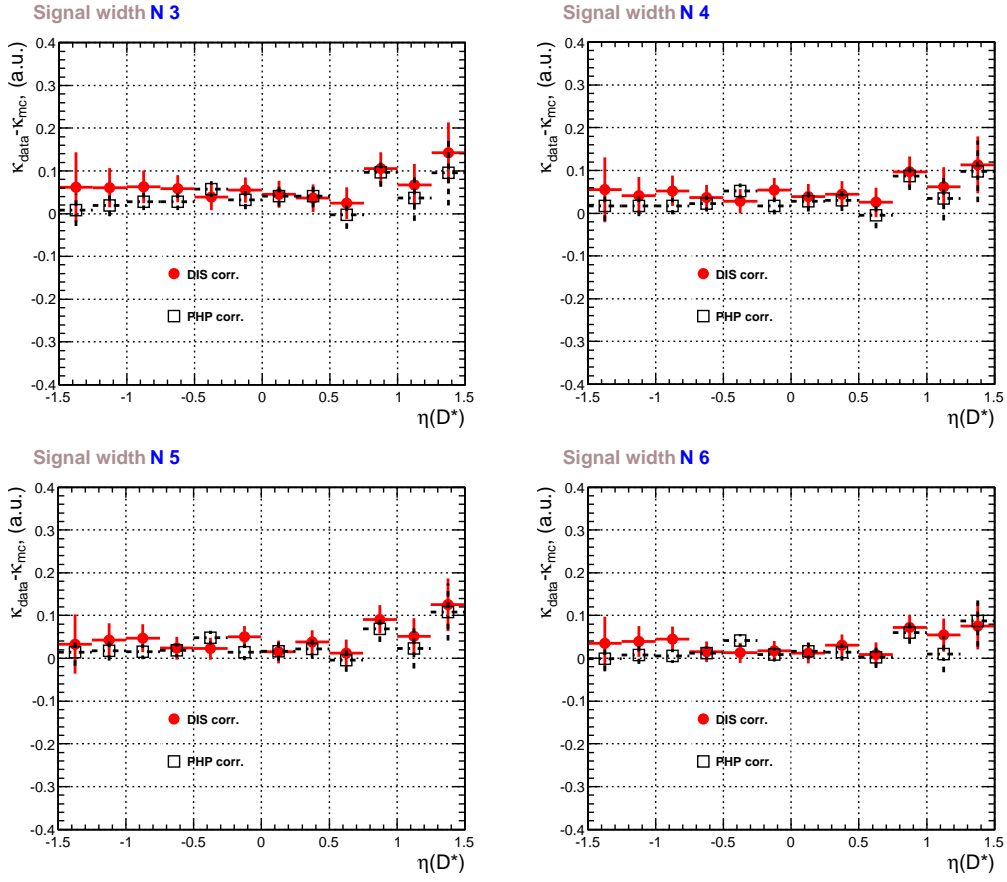 Signal width N 3
κdata-κmc, (a.u.)
0.4
0.3
0.2
0.1
0
-0.1
-0.2
-0.3
-0.4
DIS corr.
PHP corr.
-1.5 -1 -0.5 0 0.5 1 1.5
η(D*)
Signal width N 4
κdata-κmc, (a.u.)
0.4
0.3
0.2
0.1
0
-0.1
-0.2
-0.3
-0.4
DIS corr.
PHP corr.
-1.5 -1 -0.5 0 0.5 1 1.5
η(D*)
Signal width N 5
κdata-κmc, (a.u.)
0.4
0.3
0.2
0.1
0
-0.1
-0.2
-0.3
-0.4
DIS corr.
PHP corr.
-1.5 -1 -0.5 0 0.5 1 1.5
η(D*)
Signal width N 6
κdata-κmc, (a.u.)
0.4
0.3
0.2
0.1
0
-0.1
-0.2
-0.3
-0.4
DIS corr.
PHP corr.
-1.5 -1 -0.5 0 0.5 1 1.5
η(D*)